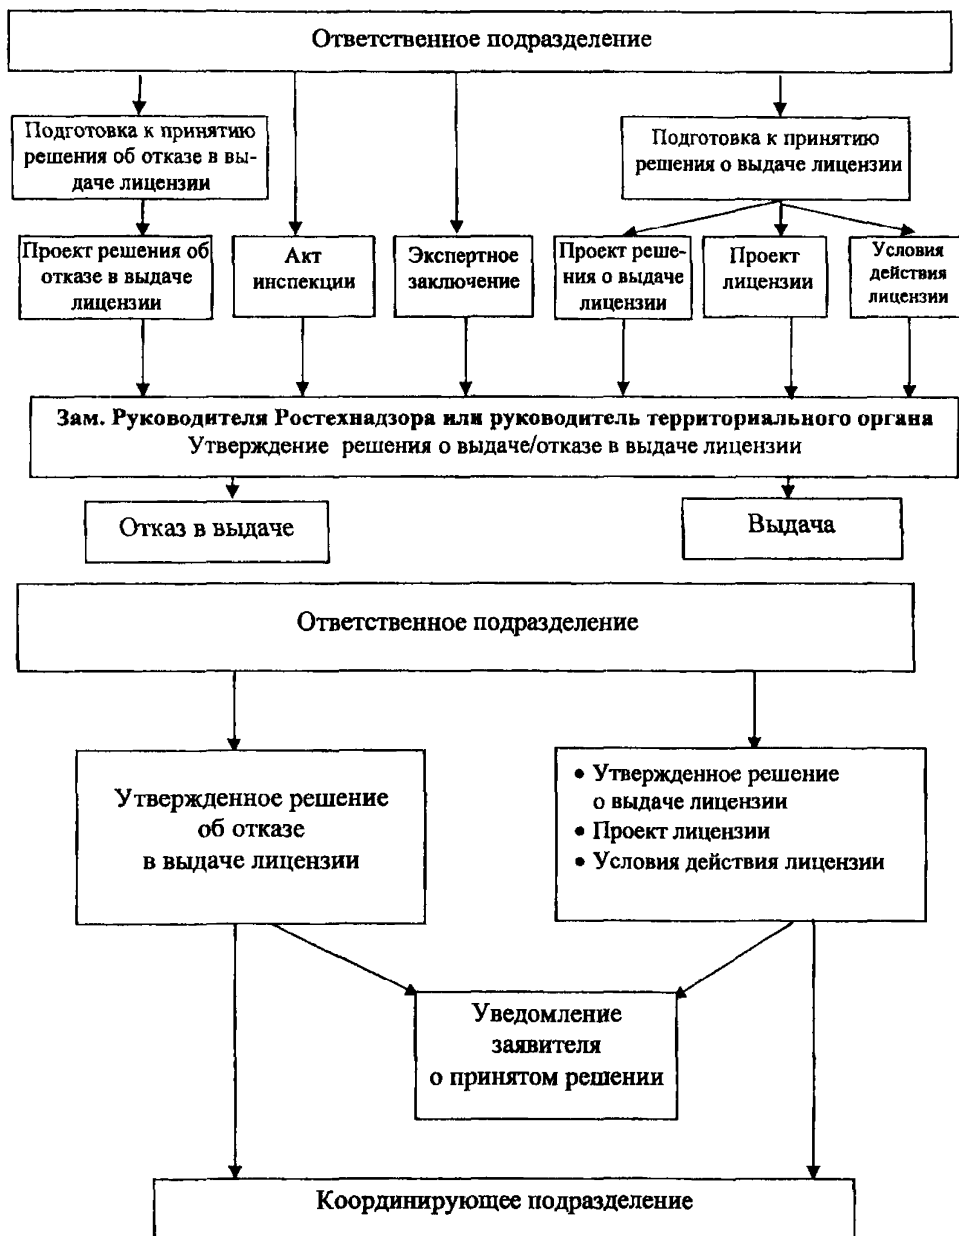 Ответственное подразделение
Подготовка к принятию
решения об отказе в вы-
даче лицензии
Подготовка к принятию
решения о выдаче лицензии
Проект решения об
отказе в выдаче
лицензии
Акт
инспекции
Экспертное
заключение
Проект реше-
ния о выдаче
лицензии
Проект
лицензии
Условия
действия
лицензии
Зам. Руководителя Ростехнадзора или руководитель территориального органа
Утверждение решения о выдаче/отказе в выдаче лицензии
Отказ в выдаче
Выдача
Ответственное подразделение
Утвержденное решение
об отказе
в выдаче лицензии
• Утвержденное решение
о выдаче лицензии
• Проект лицензии
• Условия действия лицензии
Уведомление
заявителя
о принятом решении
Координирующее подразделение